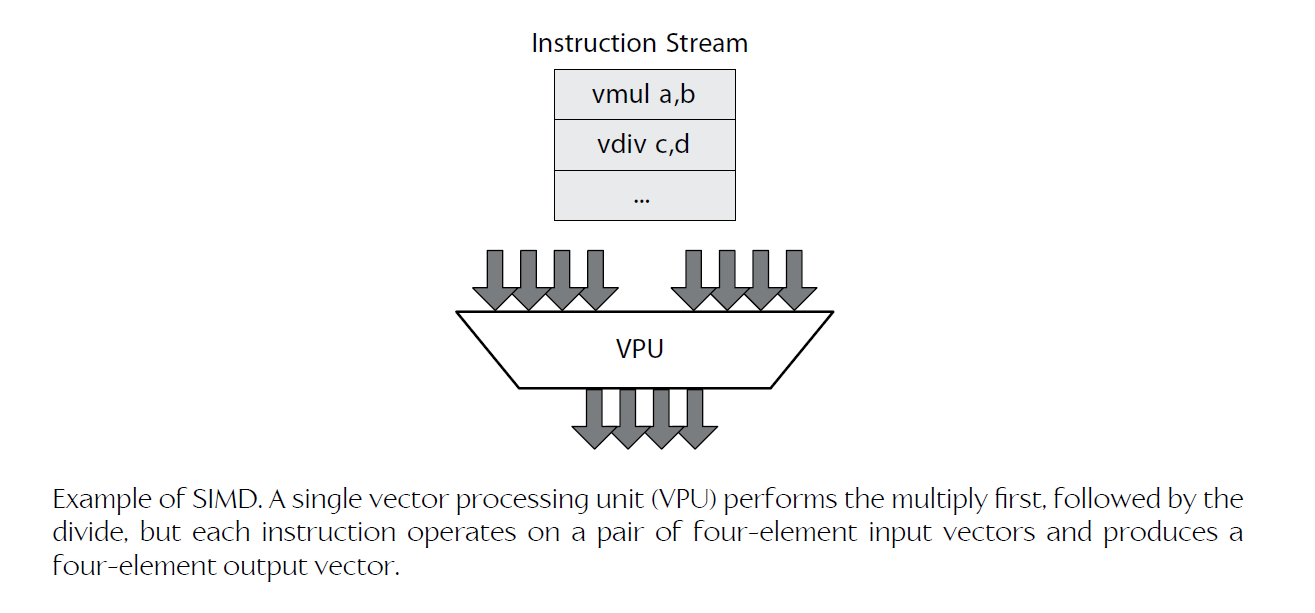 Instruction Stream
vmul a,b
vdiv c,d
...
VPU
Example of SIMD. A single vector processing unit (VPU) performs the multiply first, followed by the
divide, but each instruction operates on a pair of four-element input vectors and produces a
four-element output vector.